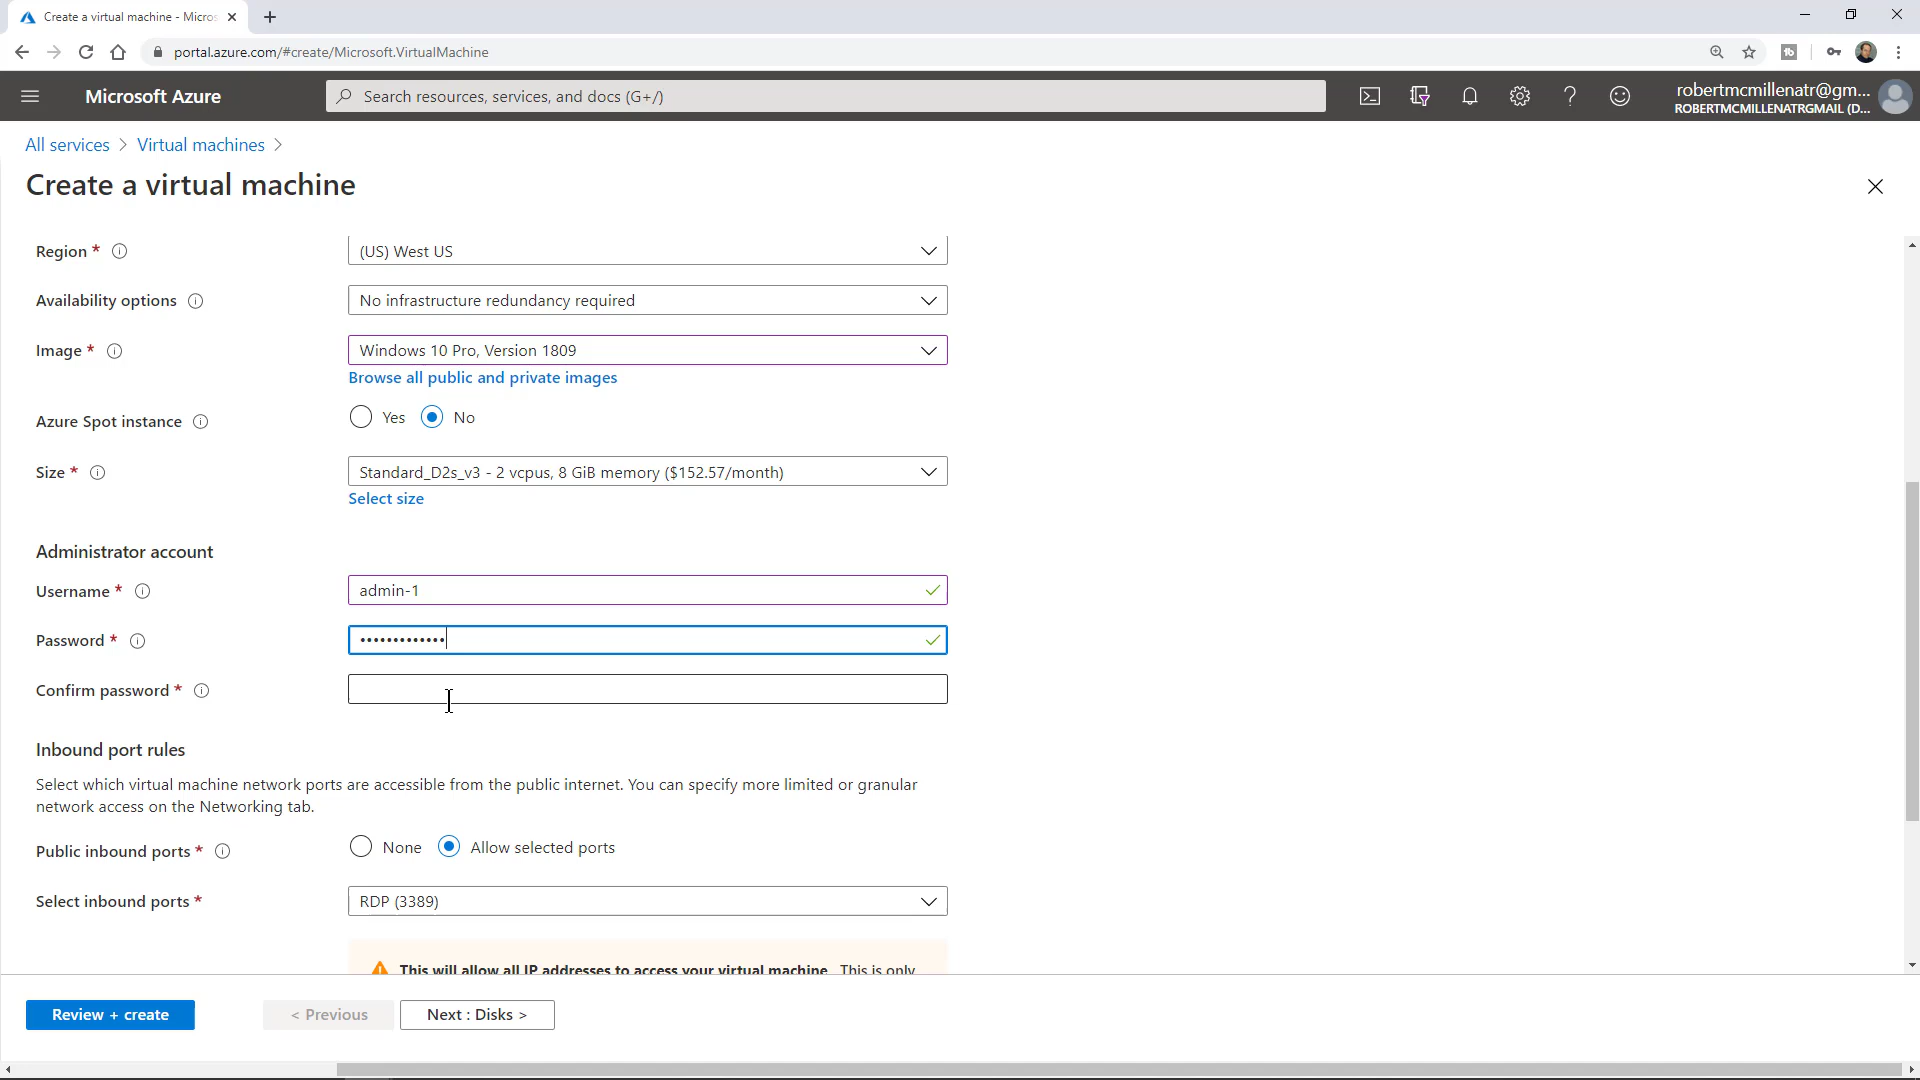 Create a virtual machine - Micros
portal.azure.com/#create/Microsoft.VirtualMachine
Microsoft Azure
Search resources, services, and docs (G+/)
robertmcmillenatr@gm...
ROBERTMCMILLENATRGMAIL (D...
All services > Virtual machines >
Create a virtual machine
Region *
(US) West US
Availability options
No infrastructure redundancy required
Image *
Windows 10 Pro, Version 1809
Browse all public and private images
Azure Spot instance
Yes No
Size *
Standard_D2s_v3 - 2 vcpus, 8 GiB memory ($152.57/month)
Select size
Administrator account
Username *
admin-1
Password *
•••••••••••••
Confirm password *
Inbound port rules
Select which virtual machine network ports are accessible from the public internet. You can specify more limited or granular
network access on the Networking tab.
Public inbound ports *
None Allow selected ports
Select inbound ports *
RDP (3389)
This will allow all IP addresses to access your virtual machine. This is only
Review + create
< Previous
Next : Disks >